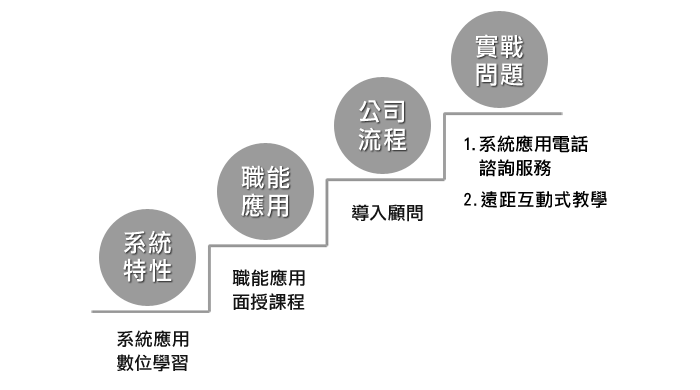 系統
特性
系統應用
數位學習
職能
應用
職能應用
面授課程
公司
流程
導入顧問
實戰
問題
1.系統應用電話
諮詢服務
2.遠距互動式教學